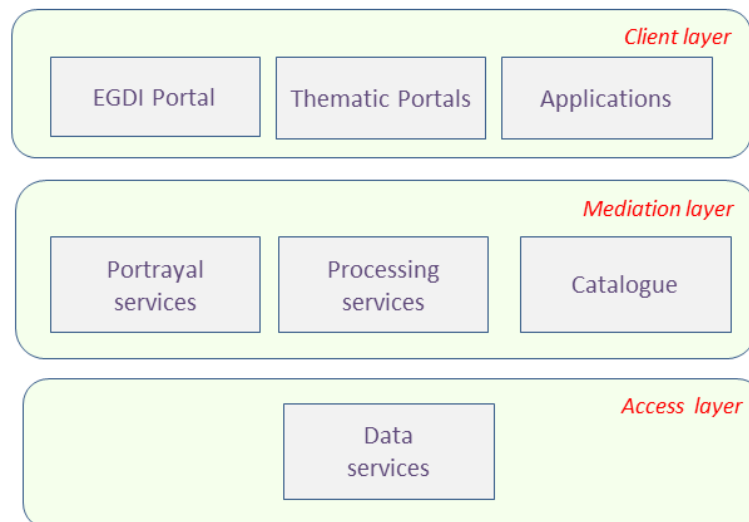 Client layer
EGDI Portal
Thematic Portals
Applications
Mediation layer
Portrayal
services
Processing
services
Catalogue
Access layer
Data
services